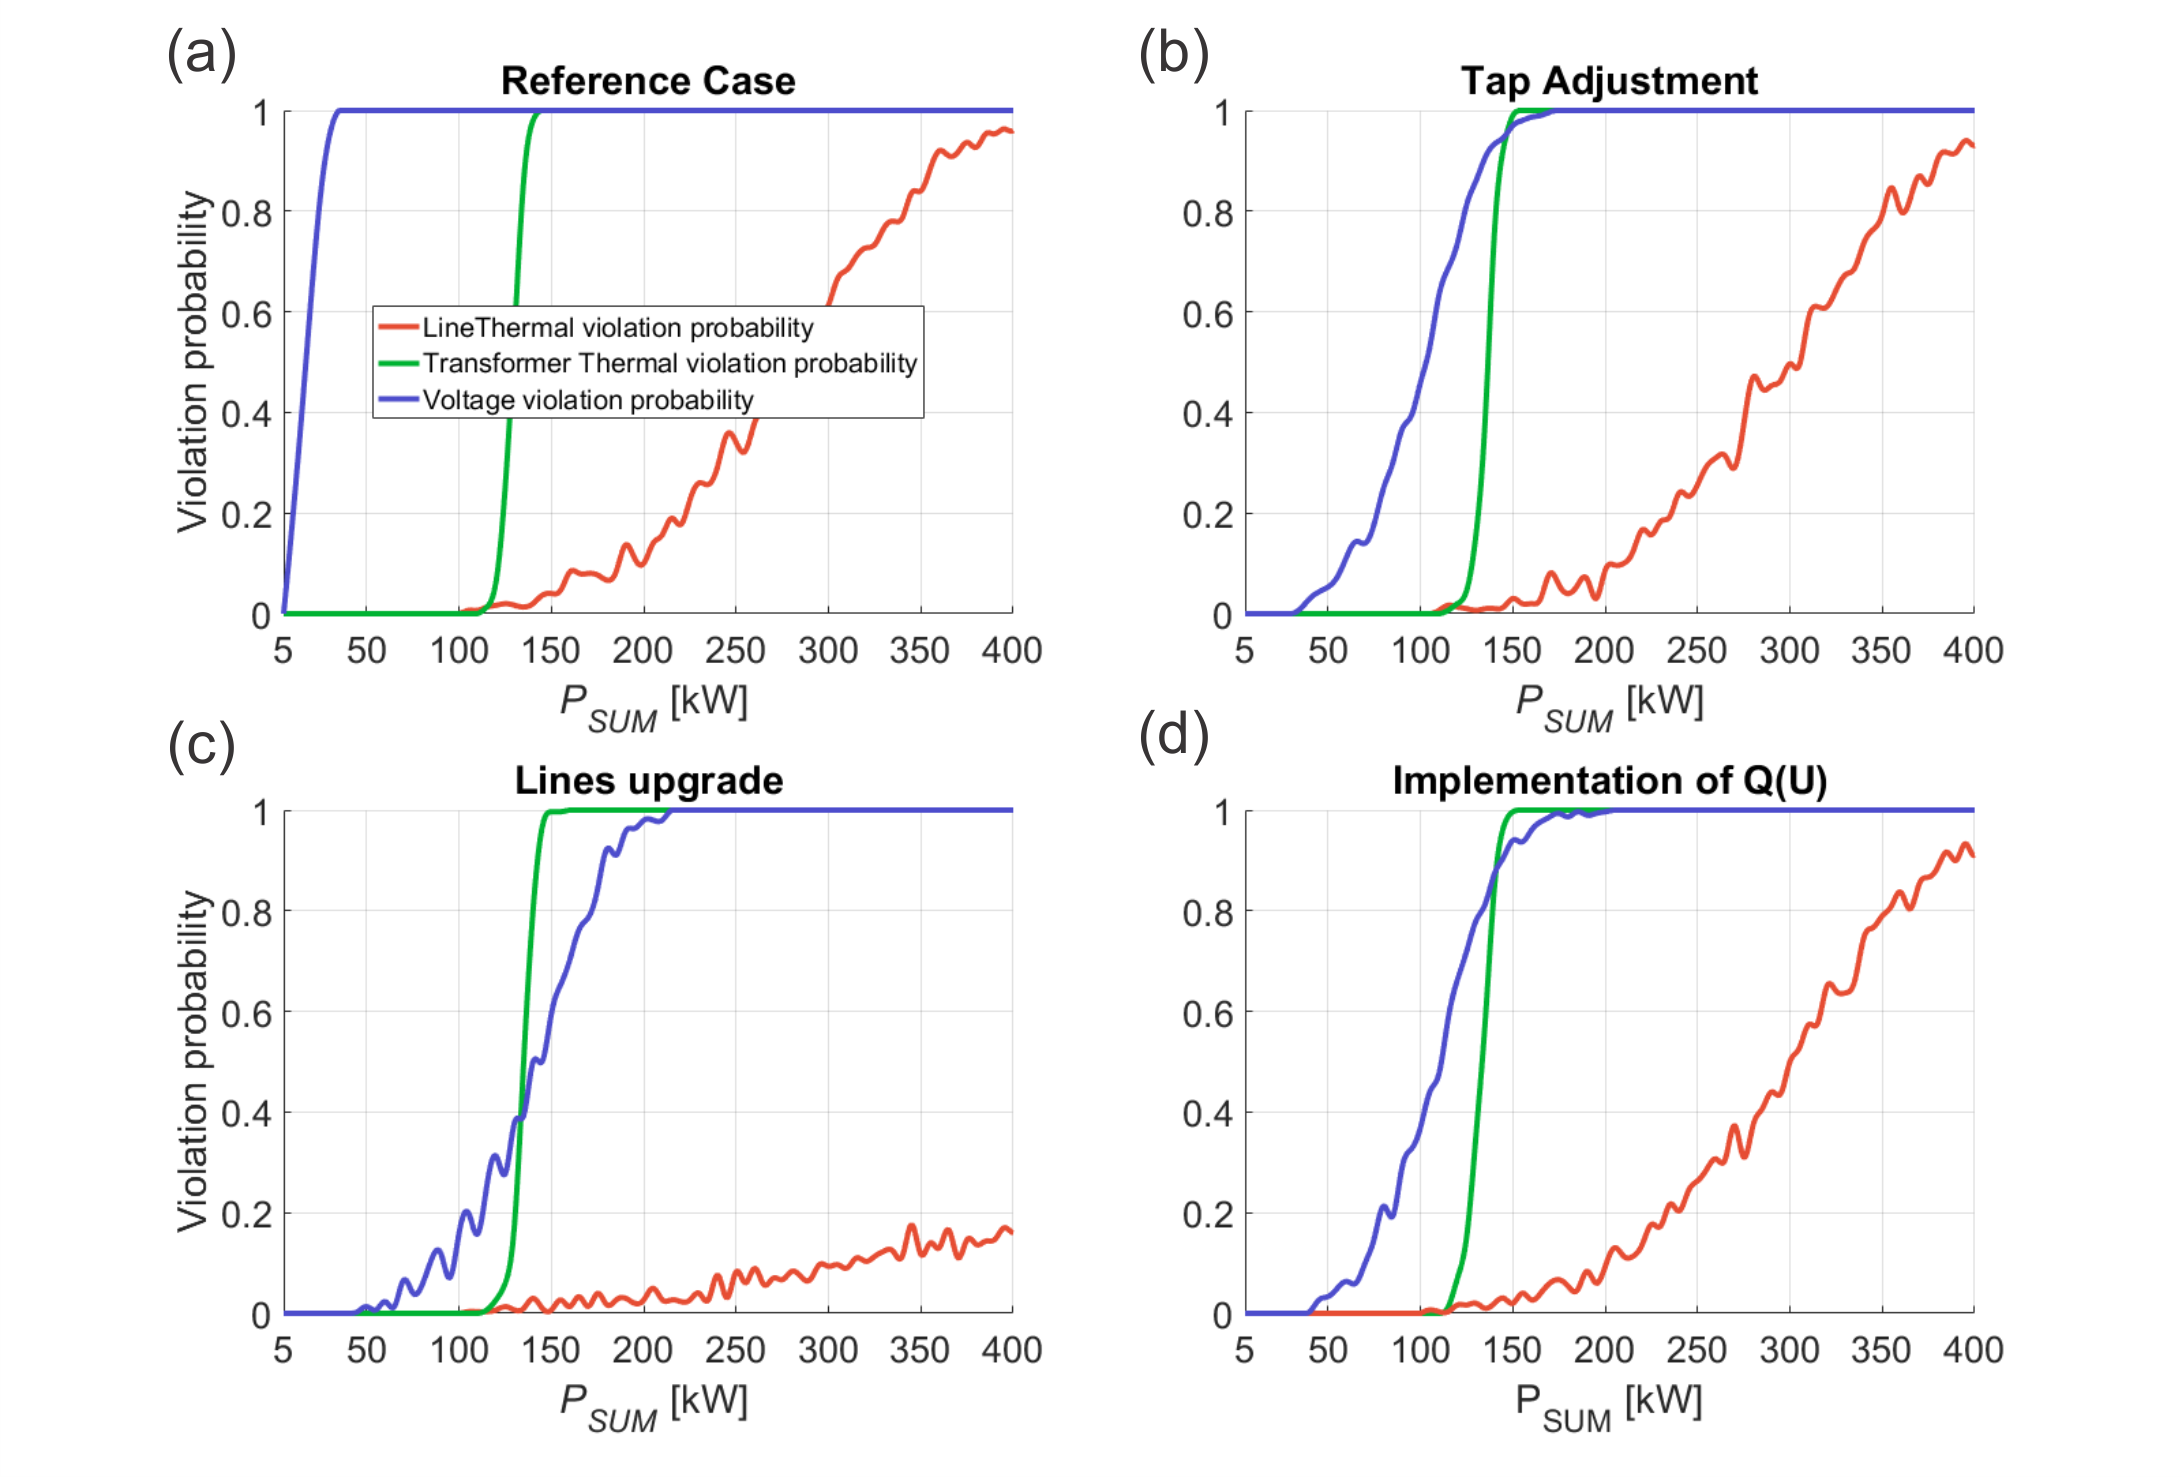 (a)
Reference Case
Violation probability
1
0.8
0.6
0.4
0.2
0
LineThermal violation probability
Transformer Thermal violation probability
Voltage violation probability
5 50 100 150 200 250 300 350 400
P_SUM [kW]
(b)
Tap Adjustment
1
0.8
0.6
0.4
0.2
0
5 50 100 150 200 250 300 350 400
P_SUM [kW]
(c)
Lines upgrade
Violation probability
1
0.8
0.6
0.4
0.2
0
5 50 100 150 200 250 300 350 400
P_SUM [kW]
(d)
Implementation of Q(U)
1
0.8
0.6
0.4
0.2
0
5 50 100 150 200 250 300 350 400
P_SUM [kW]